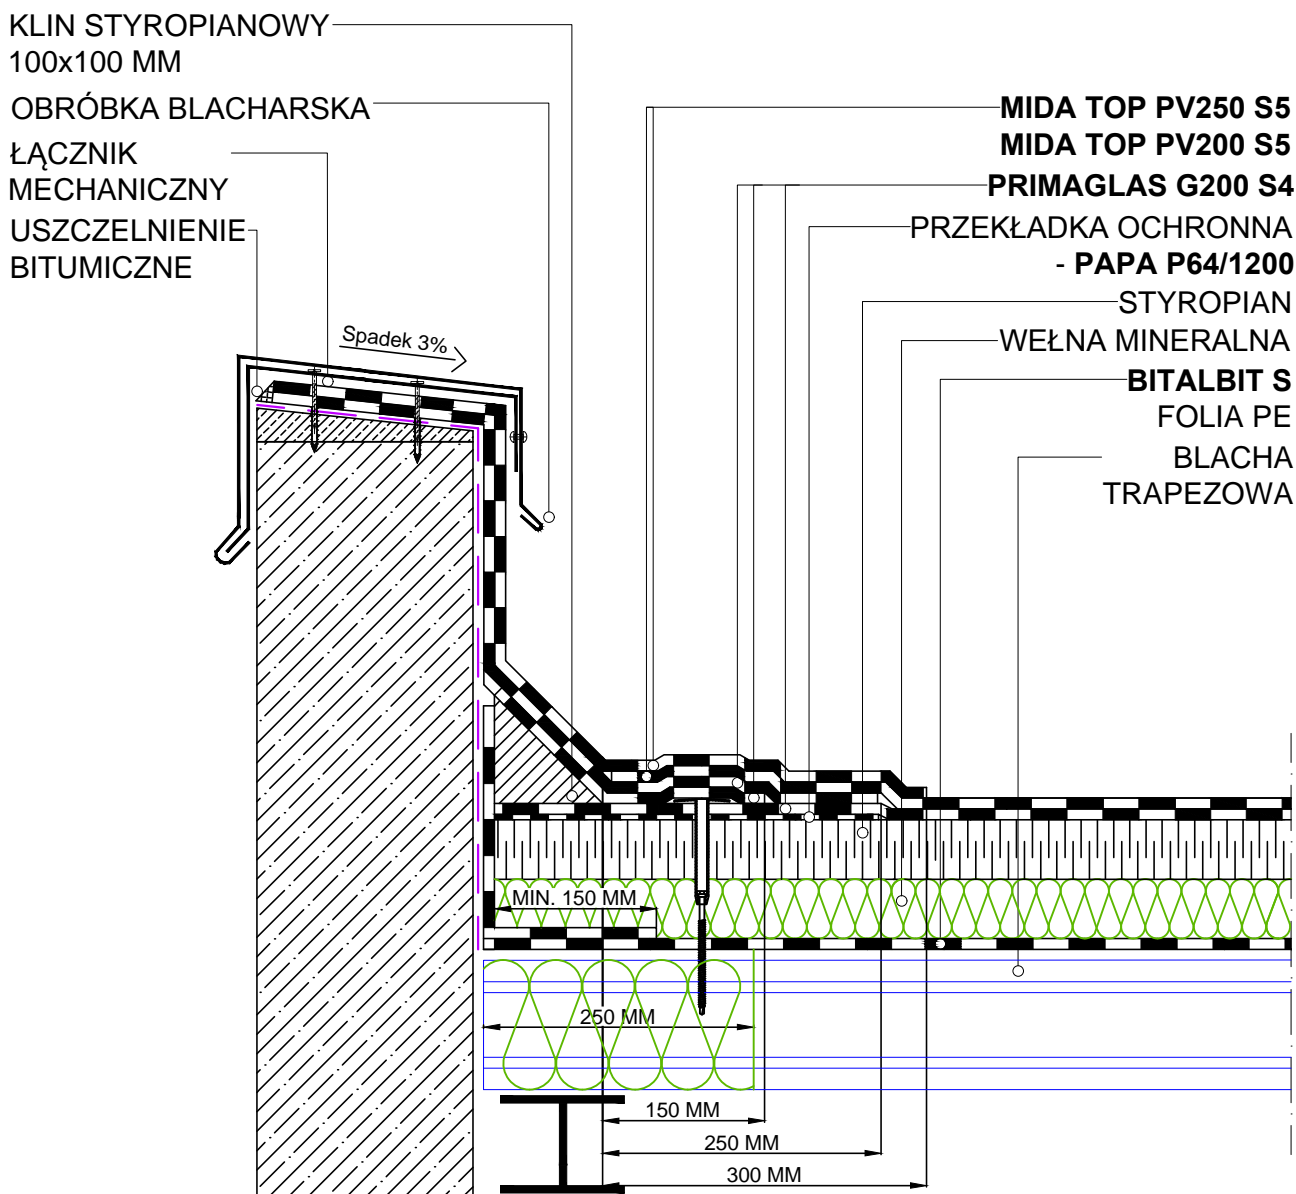 KLIN STYROPIANOWY
100x100 MM
OBRÓBKA BLACHARSKA
ŁĄCZNIK
MECHANICZNY
USZCZELNIENIE
BITUMICZNE
MIDA TOP PV250 S5
MIDA TOP PV200 S5
PRIMAGLAS G200 S4
PRZEKŁADKA OCHRONNA
- PAPA P64/1200
STYROPIAN
WEŁNA MINERALNA
BITALBIT S
FOLIA PE
BLACHA
TRAPEZOWA
Spadek 3%
MIN. 150 MM
250 MM
150 MM
250 MM
300 MM